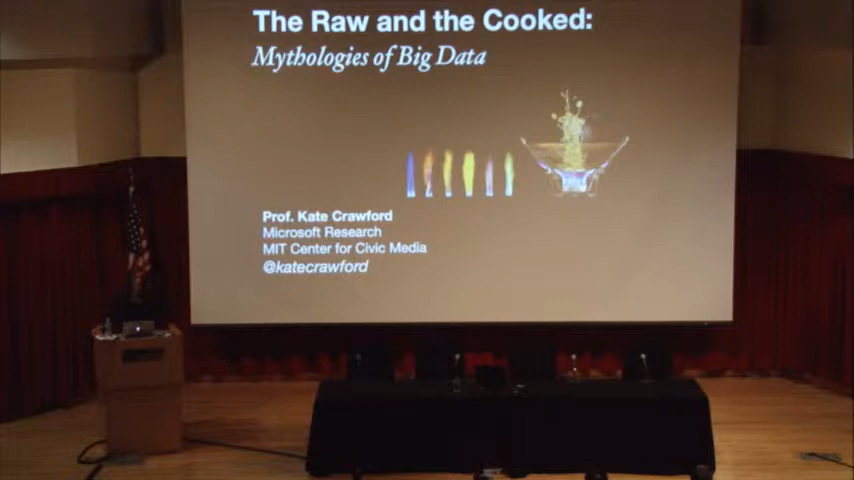 The Raw and the Cooked:
Mythologies of Big Data
Prof. Kate Crawford
Microsoft Research
MIT Center for Civic Media
@katecrawford